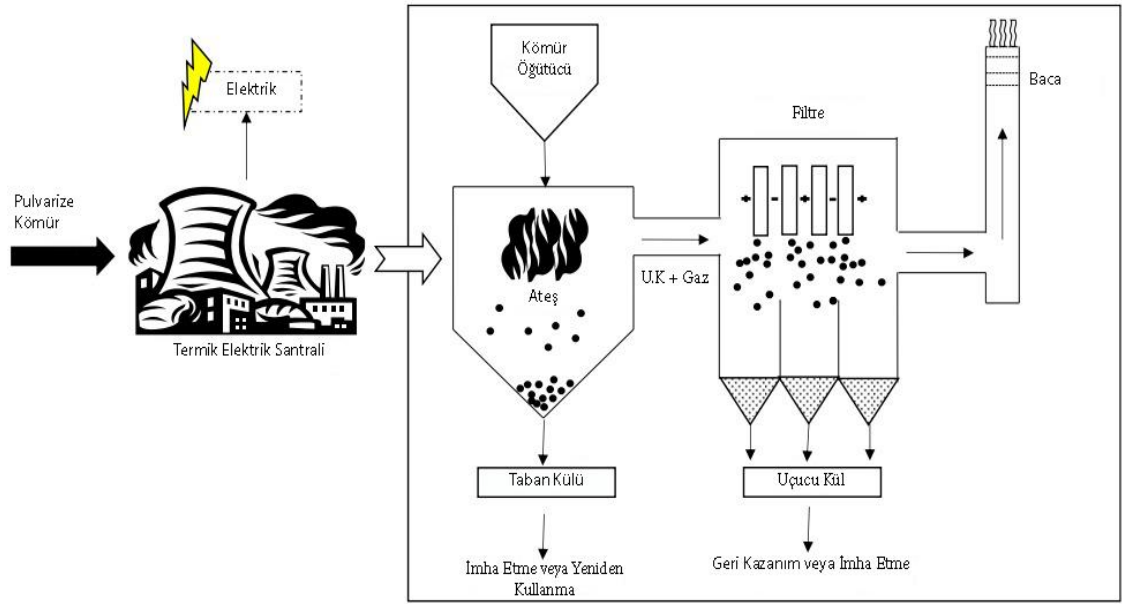 Elektrik
Pulvarize
Kömür
Termik Elektrik Santrali
Kömür
Öğütücü
Ateş
U.K + Gaz
Filtre
+ - + - +
Baca
Taban Külü
Uçucu Kül
İmha Etme veya Yeniden
Kullanma
Geri Kazanım veya İmha Etme